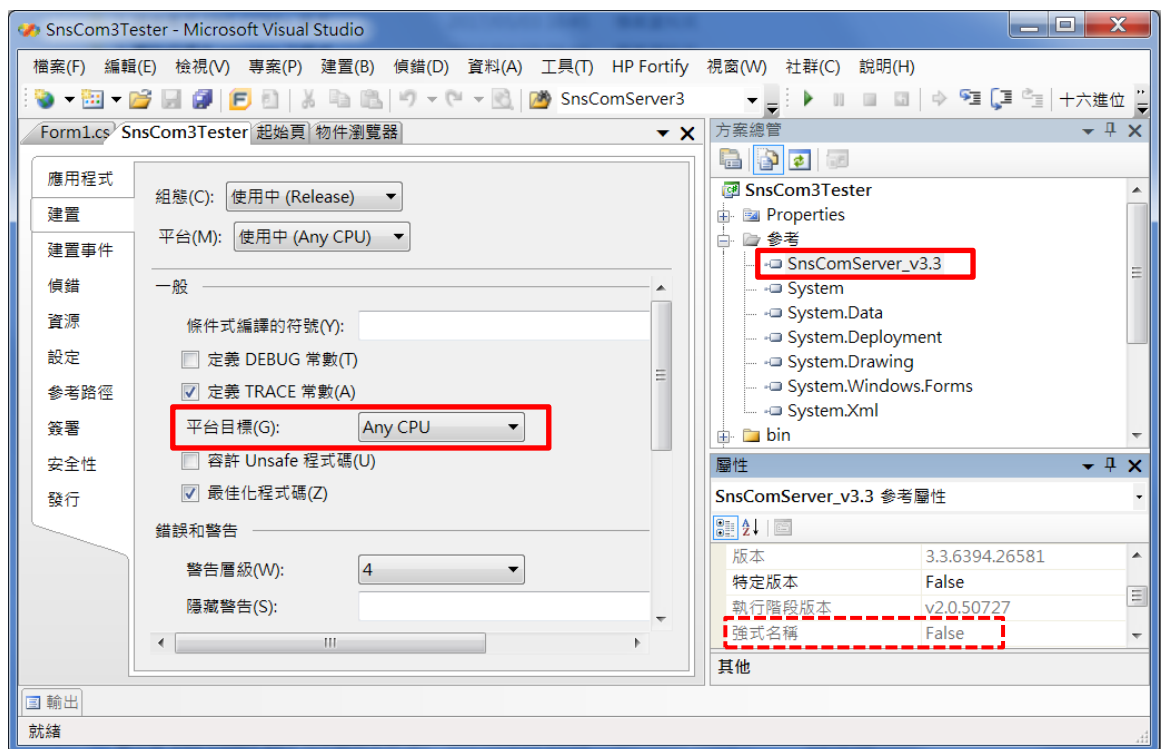 SnsCom3Tester - Microsoft Visual Studio
檔案(F) 編輯(E) 檢視(V) 專案(P) 建置(B) 偵錯(D) 資料(A) 工具(T) HP Fortify 視窗(W) 社群(C) 說明(H)
SnsComServer3 十六進位
Form1.cs SnsCom3Tester 起始頁 物件瀏覽器
應用程式
建置
建置事件
偵錯
資源
設定
參考路徑
簽署
安全性
發行
組態(C): 使用中 (Release)
平台(M): 使用中 (Any CPU)
一般
條件式編譯的符號(Y):
定義 DEBUG 常數(T)
定義 TRACE 常數(A)
平台目標(G): Any CPU
容許 Unsafe 程式碼(U)
最佳化程式碼(Z)
錯誤和警告
警告層級(W): 4
隱藏警告(S):
方案總管
SnsCom3Tester
Properties
參考
SnsComServer_v3.3
System
System.Data
System.Deployment
System.Drawing
System.Windows.Forms
System.Xml
bin
屬性
SnsComServer_v3.3 參考屬性
版本 3.3.6394.26581
特定版本 False
執行階段版本 v2.0.50727
強式名稱 False
其他
輸出
就緒